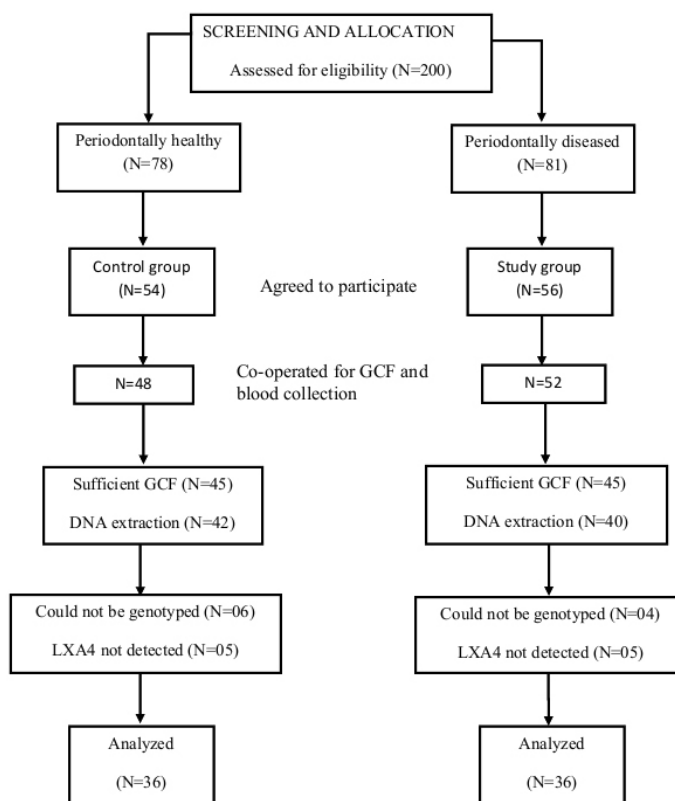 SCREENING AND ALLOCATION
Assessed for eligibility (N=200)
Periodontally healthy
(N=78)
Periodontally diseased
(N=81)
Control group
(N=54)
Agreed to participate
Study group
(N=56)
N=48
Co-operated for GCF and
blood collection
N=52
Sufficient GCF (N=45)
DNA extraction (N=42)
Sufficient GCF (N=45)
DNA extraction (N=40)
Could not be genotyped (N=06)
LXA4 not detected (N=05)
Could not be genotyped (N=04)
LXA4 not detected (N=05)
Analyzed
(N=36)
Analyzed
(N=36)